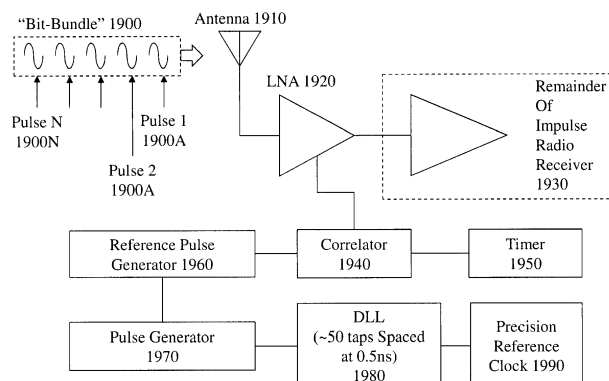 “Bit-Bundle” 1900
Antenna 1910
LNA 1920
Pulse N
1900N
Pulse 1
1900A
Pulse 2
1900A
Remainder
Of
Impulse
Radio
Receiver
1930
Reference Pulse
Generator 1960
Correlator
1940
Timer
1950
Pulse Generator
1970
DLL
(~50 taps Spaced
at 0.5ns)
1980
Precision
Reference
Clock 1990